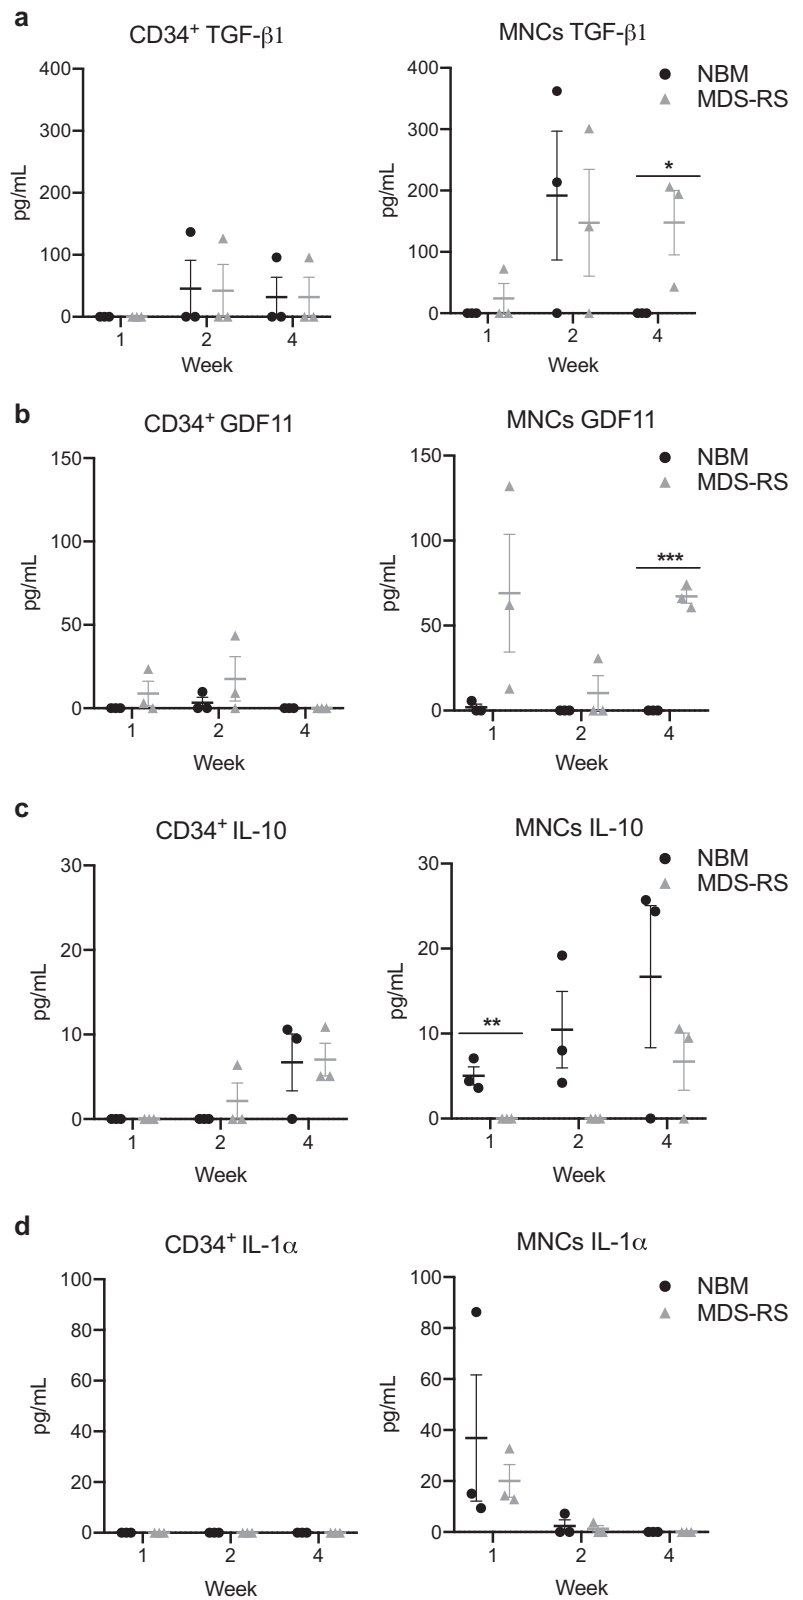 a
CD34+ TGF-β1
400
300
200
100
0
pg/mL
1 2 4
Week
MNCs TGF-β1
400
300
200
100
0
pg/mL
*
1 2 4
Week
NBM
MDS-RS
b
CD34+ GDF11
150
100
50
0
pg/mL
1 2 4
Week
MNCs GDF11
150
100
50
0
pg/mL
***
1 2 4
Week
NBM
MDS-RS
c
CD34+ IL-10
30
20
10
0
pg/mL
1 2 4
Week
MNCs IL-10
30
20
10
0
pg/mL
**
1 2 4
Week
NBM
MDS-RS
d
CD34+ IL-1α
100
80
60
40
20
0
pg/mL
1 2 4
Week
MNCs IL-1α
100
80
60
40
20
0
pg/mL
1 2 4
Week
NBM
MDS-RS